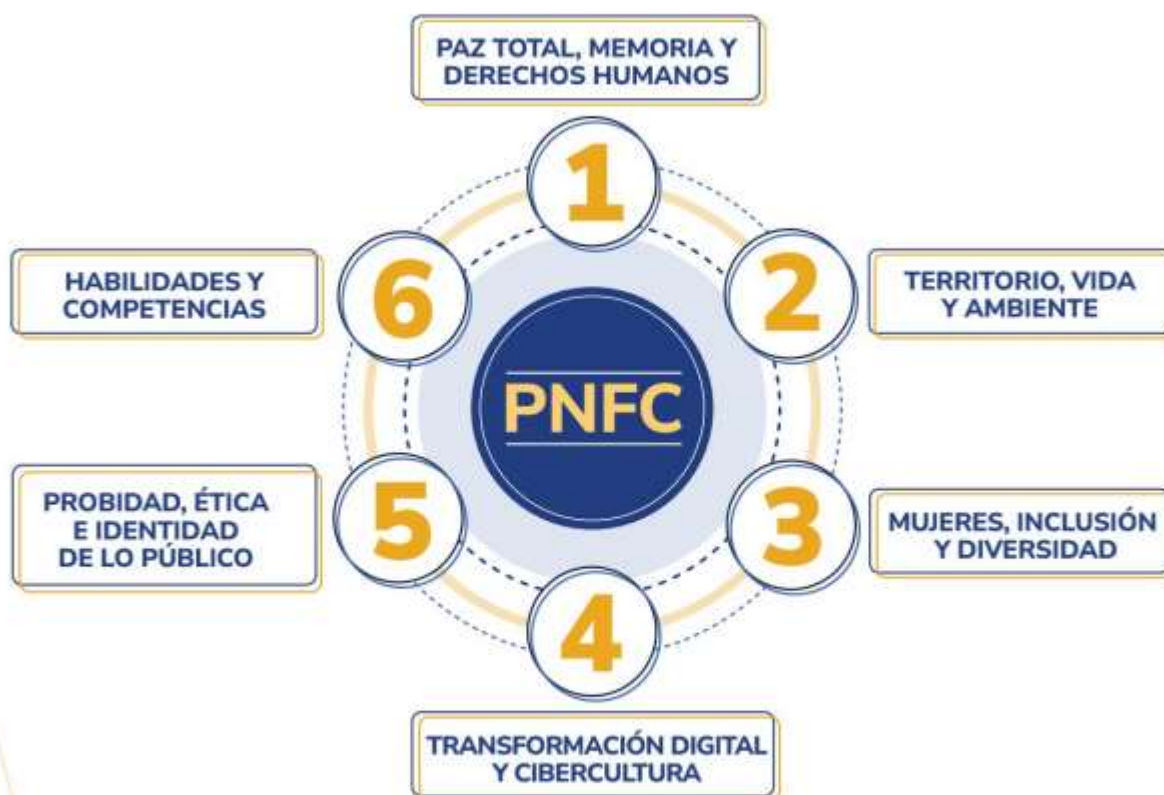 PAZ TOTAL, MEMORIA Y
DERECHOS HUMANOS
1
2
TERRITORIO, VIDA
Y AMBIENTE
3
MUJERES, INCLUSIÓN
Y DIVERSIDAD
4
TRANSFORMACIÓN DIGITAL
Y CIBERCULTURA
5
PROBIDAD, ÉTICA
E IDENTIDAD
DE LO PÚBLICO
6
HABILIDADES Y
COMPETENCIAS
PNFC